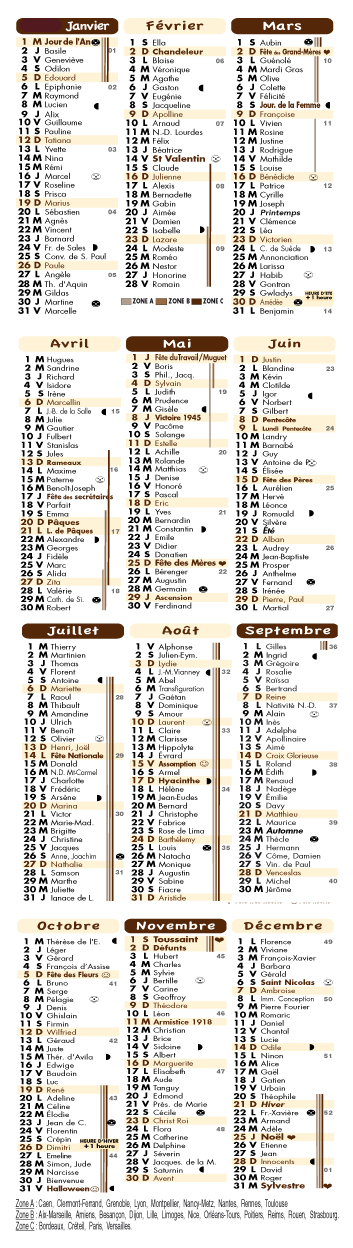 Janvier
1 M Jour de l'An
2 J Basile 01
3 V Geneviève
4 S Odilon
5 D Edouard
6 L Epiphanie 02
7 M Raymond
8 M Lucien
9 J Alix
10 V Guillaume
11 S Pauline
12 D Tatiana
13 L Yvette 03
14 M Nina
15 M Rémi
16 J Marcel
17 V Roseline
18 S Prisca
19 D Marius
20 L Sébastien 04
21 M Agnès
22 M Vincent
23 J Barnard
24 V Fr. de Sales
25 S Conv. de S. Paul
26 D Paule
27 L Angèle 05
28 M Th. d'Aquin
29 M Gildas
30 J Martine
31 V Marcelle
Février
1 S Ella
2 D Chandeleur
3 L Blaise 06
4 M Véronique
5 M Agathe
6 J Gaston
7 V Eugénie
8 S Jacqueline
9 D Apolline
10 L Arnaud 07
11 M N.-D. Lourdes
12 M Félix
13 J Béatrice
14 V St Valentin
15 S Claude
16 D Julienne
17 L Alexis 08
18 M Bernadette
19 M Gabin
20 J Aimée
21 V Damien
22 S Isabelle
23 D Lazare
24 L Modeste 09
25 M Roméo
26 M Nestor
27 J Honorine
28 V Romain
ZONE A ZONE B ZONE C
Mars
1 S Aubin
2 D Fête des Grand-Mères
3 L Guénolé 10
4 M Mardi Gras
5 M Olive
6 J Colette
7 V Félicité
8 S Jour. de la Femme
9 D Françoise
10 L Vivien 11
11 M Rosine
12 M Justine
13 J Rodrigue
14 V Mathilde
15 S Louise
16 D Bénédicte
17 L Patrice 12
18 M Cyrille
19 M Joseph
20 J Printemps
21 V Clémence
22 S Léa
23 D Victorien
24 L C. de Suède 13
25 M Annonciation
26 M Larissa
27 J Habib
28 V Gontran
29 S Gwladys HEURE D'ÉTÉ
30 D Amédée + 1 heure
31 L Benjamin 14
Avril
1 M Hugues
2 M Sandrine
3 J Richard
4 V Isidore
5 S Irène
6 D Marcellin
7 L J.-B. de la Salle 15
8 M Julie
9 M Gautier
10 J Fulbert
11 V Stanislas
12 S Jules
13 D Rameaux
14 L Maxime 16
15 M Paterne
16 M Benoît-Joseph
17 J Fête des secrétaires
18 V Parfait
19 S Emma
20 D Pâques
21 L L. de Pâques 17
22 M Alexandre
23 M Georges
24 J Fidèle
25 V Marc
26 S Alida
27 D Zita
28 L Valérie 18
29 M Cath. de Si.
30 M Robert
Mai
1 J Fête du Travail/Muguet
2 V Boris
3 S Phil., Jacq.
4 D Sylvain
5 L Judith 19
6 M Prudence
7 M Gisèle
8 J Victoire 1945
9 V Pacôme
10 S Solange
11 D Estelle
12 L Achille 20
13 M Rolande
14 M Matthias
15 J Denise
16 V Honoré
17 S Pascal
18 D Eric
19 L Yves 21
20 M Bernardin
21 M Constantin
22 J Emile
23 V Didier
24 S Donatien
25 D Fête des Mères
26 L Bérenger 22
27 M Augustin
28 M Germain
29 J Ascension
30 V Ferdinand
Juin
1 D Justin
2 L Blandine 23
3 M Kévin
4 M Clotilde
5 J Igor
6 V Norbert
7 S Gilbert
8 D Pentecôte
9 L Lundi Pentecôte 24
10 M Landry
11 M Barnabé
12 J Guy
13 V Antoine de P.
14 S Élisée
15 D Fête des Pères
16 L Aurélien 25
17 M Hervé
18 M Léonce
19 J Romuald
20 V Silvère
21 S Été
22 D Alban
23 L Audrey 26
24 M Jean-Baptiste
25 M Prosper
26 J Anthelme
27 V Fernand
28 S Irénée
29 D Pierre, Paul
30 L Martial 27
Juillet
1 M Thierry
2 M Martinien
3 J Thomas
4 V Florent
5 S Antoine
6 D Mariette
7 L Raoul 28
8 M Thibault
9 M Amandine
10 J Ulrich
11 V Benoît
12 S Olivier
13 D Henri, Joël
14 L Fête Nationale 29
15 M Donald
16 M N.D. Mt-Carmel
17 J Charlotte
18 V Frédéric
19 S Arsène
20 D Marina
21 L Victor 30
22 M Marie-Mad.
23 M Brigitte
24 J Christine
25 V Jacques
26 S Anne, Joachim
27 D Nathalie
28 L Samson 31
29 M Marthe
30 M Juliette
31 J Ignace de L.
Août
1 V Alphonse
2 S Julien-Eym.
3 D Lydie
4 L J.-M. Vianney 32
5 M Abel
6 M Transfiguration
7 J Gaétan
8 V Dominique
9 S Amour
10 D Laurent
11 L Claire 33
12 M Clarisse
13 M Hippolyte
14 J Evrard
15 V Assomption
16 S Armel
17 D Hyacinthe
18 L Hélène 34
19 M Jean-Eudes
20 M Bernard
21 J Christophe
22 V Fabrice
23 S Rose de Lima
24 D Barthélemy
25 L Louis 35
26 M Natacha
27 M Monique
28 J Augustin
29 V Sabine
30 S Fiacre
31 D Aristide
Septembre
1 L Gilles 36
2 M Ingrid
3 M Grégoire
4 J Rosalie
5 V Raïssa
6 S Bertrand
7 D Reine
8 L Nativité N.-D. 37
9 M Alain
10 M Inès
11 J Adelphe
12 V Apollinaire
13 S Aimé
14 D Croix Glorieuse
15 L Roland 38
16 M Édith
17 M Renaud
18 J Nadège
19 V Émilie
20 S Davy
21 D Matthieu
22 L Maurice 39
23 M Automne
24 M Thècle
25 J Hermann
26 V Côme, Damien
27 S Vin. de Paul
28 D Venceslas
29 L Michel 40
30 M Jérôme
Octobre
1 M Thérèse de l'E.
2 J Léger
3 V Gérard
4 S François d'Assise
5 D Fête des Fleurs
6 L Bruno 41
7 M Serge
8 M Pélagie
9 J Denis
10 V Ghislain
11 S Firmin
12 D Wilfried
13 L Géraud 42
14 M Juste
15 M Thér. d'Avila
16 J Edwige
17 V Baudoin
18 S Luc
19 D René
20 L Adeline 43
21 M Céline
22 M Élodie
23 J Jean de C.
24 V Florentin
25 S Crépin HEURE D'HIVER
26 D Dimitri + 1 heure
27 L Emeline 44
28 M Simon, Jude
29 M Narcisse
30 J Bienvenue
31 V Halloween
Novembre
1 S Toussaint
2 D Défunts
3 L Hubert 45
4 M Charles
5 M Sylvie
6 J Bertille
7 V Carine
8 S Geoffroy
9 D Théodore
10 L Léon 46
11 M Armistice 1918
12 M Christian
13 J Brice
14 V Sidoine
15 S Albert
16 D Marguerite
17 L Elisabeth 47
18 M Aude
19 M Tanguy
20 J Edmond
21 V Prés. de Marie
22 S Cécile
23 D Christ Roi
24 L Flora 48
25 M Catherine
26 M Delphine
27 J Séverin
28 V Jacques. de la M.
29 S Saturnin
30 D Avent
Décembre
1 L Florence 49
2 M Viviane
3 M François-Xavier
4 J Barbara
5 V Gérald
6 S Saint Nicolas
7 D Ambroise
8 L Imm. Conception 50
9 M Pierre Fourier
10 M Romaric
11 J Daniel
12 V Chantal
13 S Lucie
14 D Odile
15 L Ninon 51
16 M Alice
17 M Gaël
18 J Gatien
19 V Urbain
20 S Théophile
21 D Hiver
22 L Fr.-Xavière 52
23 M Armand
24 M Adèle
25 J Noël
26 V Etienne
27 S Jean
28 D Innocents
29 L David 01
30 M Roger
31 M Sylvestre
Zone A : Caen, Clermont-Ferrand, Grenoble, Lyon, Montpellier, Nancy-Metz, Nantes, Rennes, Toulouse
Zone B : Aix-Marseille, Amiens, Besançon, Dijon, Lille, Limoges, Nice, Orléans-Tours, Poitiers, Reims, Rouen, Strasbourg.
Zone C : Bordeaux, Créteil, Paris, Versailles.